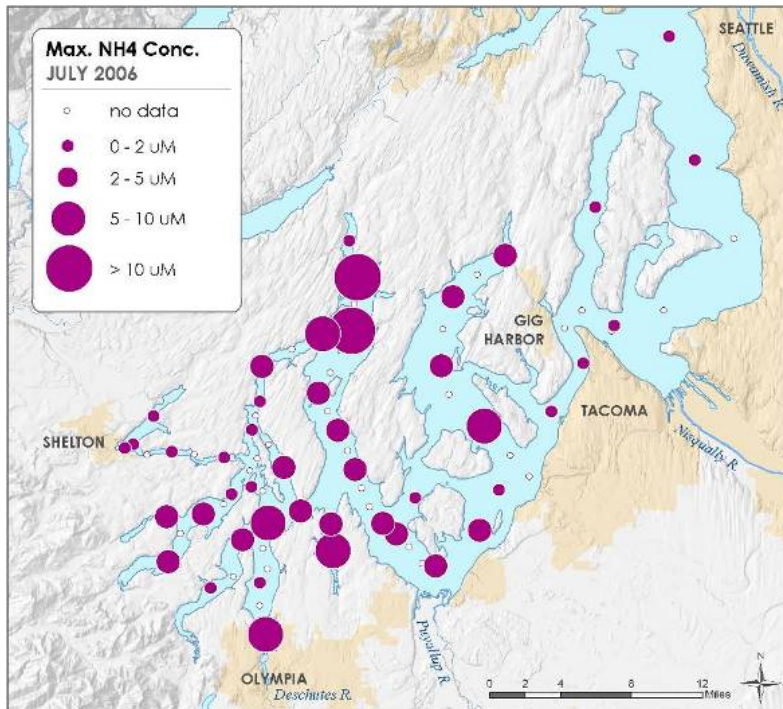 Max. NH4 Conc.
JULY 2006
no data
0 - 2 uM
2 - 5 uM
5 - 10 uM
> 10 uM
SEATTLE
Duwamish R.
GIG
HARBOR
TACOMA
SHELTON
Nisqually R.
Puyallup R.
OLYMPIA
Deschutes R.
N
0 2 4 8 12
Miles